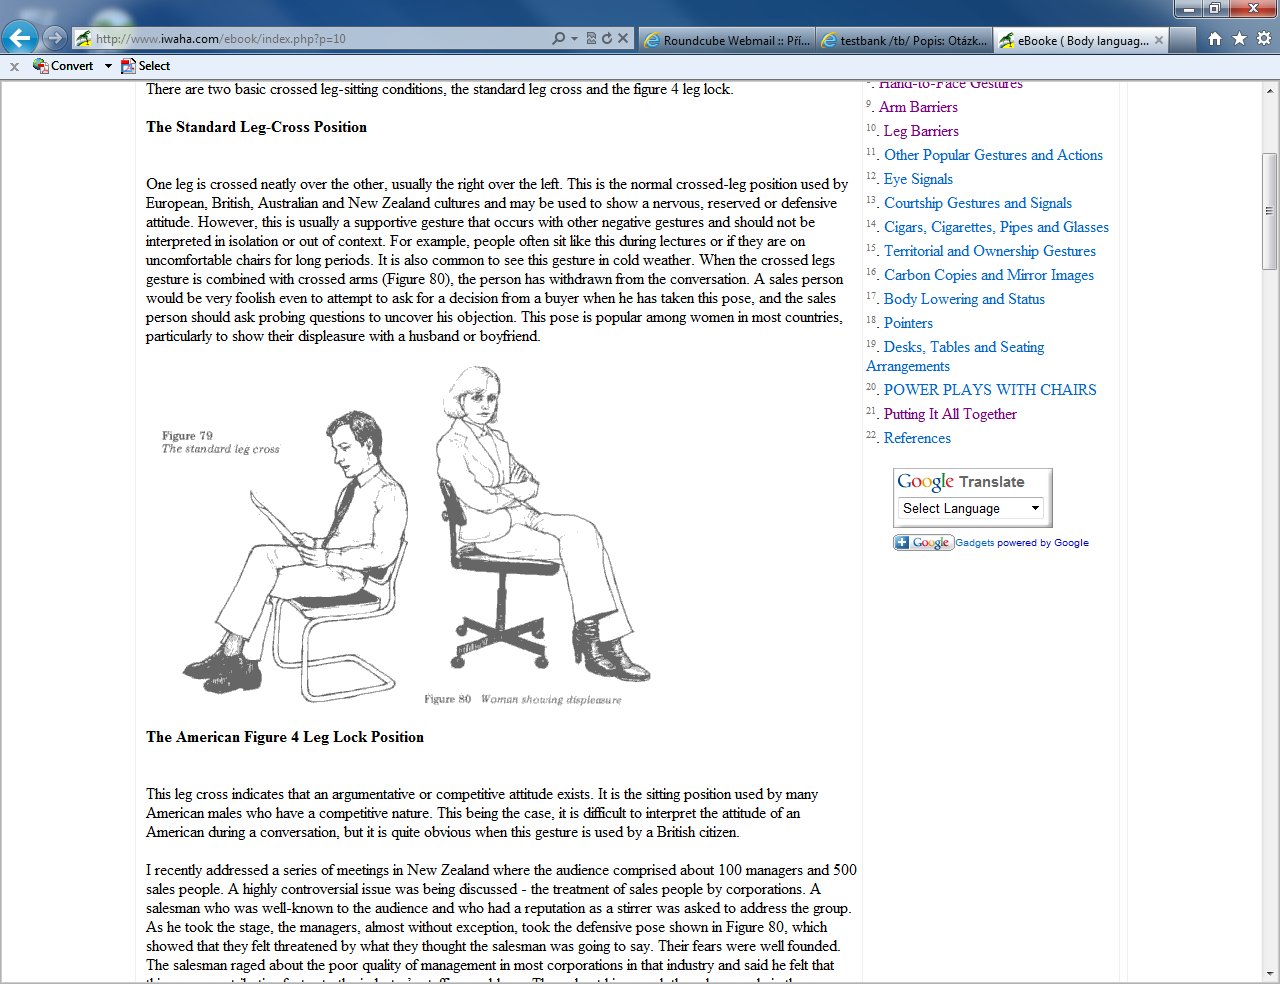 http://www.iwaha.com/ebook/index.php?p=10
Roundcube Webmail :: Pří...
testbank /tb/ Popis: Otázk...
eBooke ( Body languag...
x Convert Select
There are two basic crossed leg-sitting conditions, the standard leg cross and the figure 4 leg lock.
The Standard Leg-Cross Position
One leg is crossed neatly over the other, usually the right over the left. This is the normal crossed-leg position used by
European, British, Australian and New Zealand cultures and may be used to show a nervous, reserved or defensive
attitude. However, this is usually a supportive gesture that occurs with other negative gestures and should not be
interpreted in isolation or out of context. For example, people often sit like this during lectures or if they are on
uncomfortable chairs for long periods. It is also common to see this gesture in cold weather. When the crossed legs
gesture is combined with crossed arms (Figure 80), the person has withdrawn from the conversation. A sales person
would be very foolish even to attempt to ask for a decision from a buyer when he has taken this pose, and the sales
person should ask probing questions to uncover his objection. This pose is popular among women in most countries,
particularly to show their displeasure with a husband or boyfriend.
Figure 79
The standard leg cross
Figure 80 Woman showing displeasure
The American Figure 4 Leg Lock Position
This leg cross indicates that an argumentative or competitive attitude exists. It is the sitting position used by many
American males who have a competitive nature. This being the case, it is difficult to interpret the attitude of an
American during a conversation, but it is quite obvious when this gesture is used by a British citizen.
I recently addressed a series of meetings in New Zealand where the audience comprised about 100 managers and 500
sales people. A highly controversial issue was being discussed - the treatment of sales people by corporations. A
salesman who was well-known to the audience and who had a reputation as a stirrer was asked to address the group.
As he took the stage, the managers, almost without exception, took the defensive pose shown in Figure 80, which
showed that they felt threatened by what they thought the salesman was going to say. Their fears were well founded.
The salesman raged about the poor quality of management in most corporations in that industry and said he felt that
Hand-to-Face Gestures
9. Arm Barriers
10. Leg Barriers
11. Other Popular Gestures and Actions
12. Eye Signals
13. Courtship Gestures and Signals
14. Cigars, Cigarettes, Pipes and Glasses
15. Territorial and Ownership Gestures
16. Carbon Copies and Mirror Images
17. Body Lowering and Status
18. Pointers
19. Desks, Tables and Seating
Arrangements
20. POWER PLAYS WITH CHAIRS
21. Putting It All Together
22. References
Google Translate
Select Language
Google Gadgets powered by Google